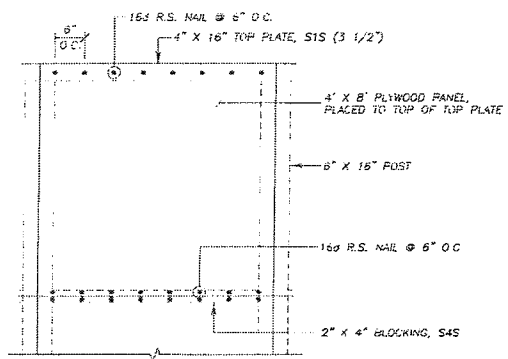 16d R.S. NAIL @ 6" O.C.
6"
O.C.
4" X 16" TOP PLATE, S1S (3 1/2")
4' X 8' PLYWOOD PANEL,
PLACED TO TOP OF TOP PLATE
6" X 16" POST
16d R.S. NAIL @ 6" O.C
2" X 4" BLOCKING, S4S